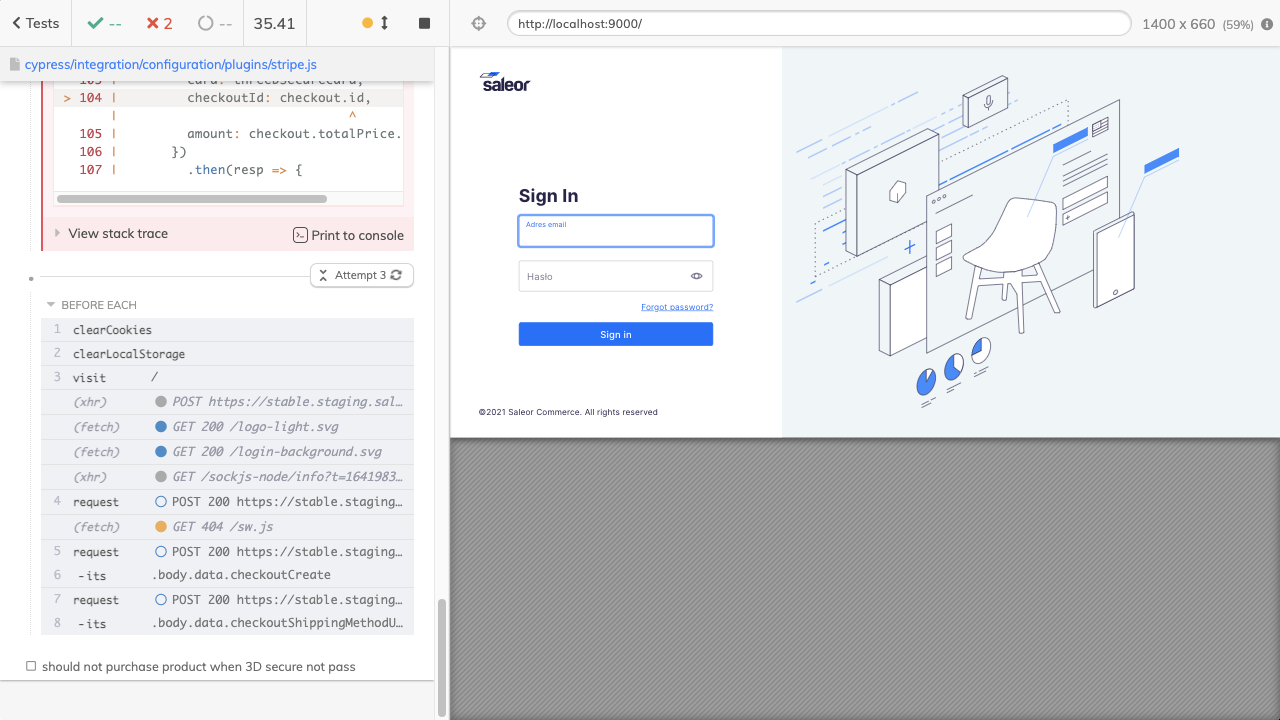 Tests
--
2
--
35.41
http://localhost:9000/
1400 x 660 (59%)
cypress/integration/configuration/plugins/stripe.js
> 104 | checkoutId: checkout.id,
| ^
105 | amount: checkout.totalPrice.
106 | })
107 | .then(resp => {
View stack trace
Print to console
Attempt 3
BEFORE EACH
1 clearCookies
2 clearLocalStorage
3 visit /
(xhr) POST https://stable.staging.sal…
(fetch) GET 200 /logo-light.svg
(fetch) GET 200 /login-background.svg
(xhr) GET /sockjs-node/info?t=1641983…
4 request POST 200 https://stable.staging…
(fetch) GET 404 /sw.js
5 request POST 200 https://stable.staging…
6 -its .body.data.checkoutCreate
7 request POST 200 https://stable.staging…
8 -its .body.data.checkoutShippingMethodU…
should not purchase product when 3D secure not pass
saleor
Sign In
Adres email
Hasło
Forgot password?
Sign in
©2021 Saleor Commerce. All rights reserved